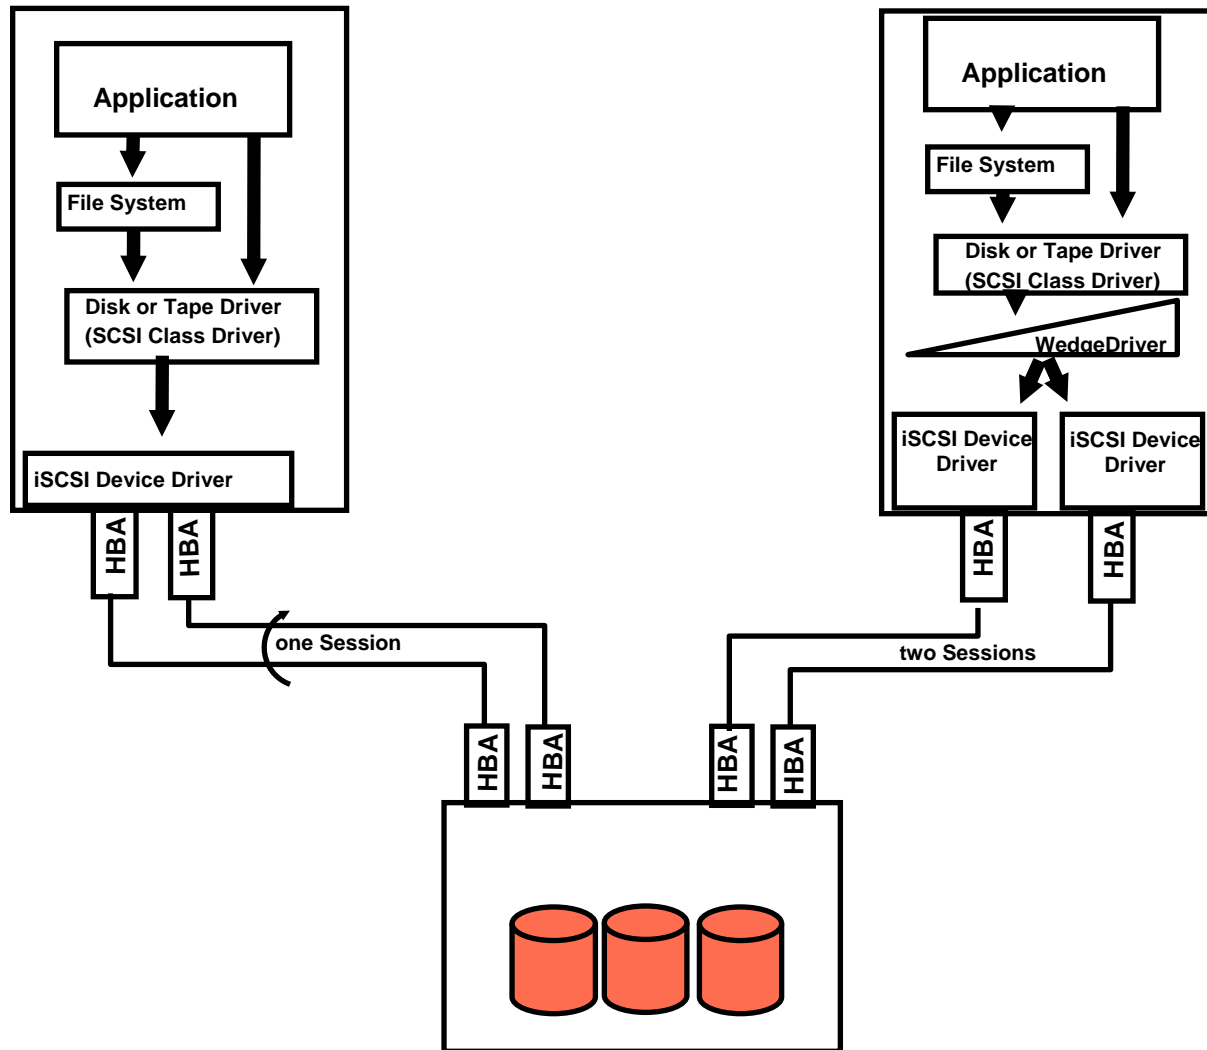 Application
File System
Disk or Tape Driver
(SCSI Class Driver)
iSCSI Device Driver
HBA
HBA
one Session
Application
File System
Disk or Tape Driver
(SCSI Class Driver)
WedgeDriver
iSCSI Device
Driver
iSCSI Device
Driver
HBA
HBA
two Sessions
HBA
HBA
HBA
HBA